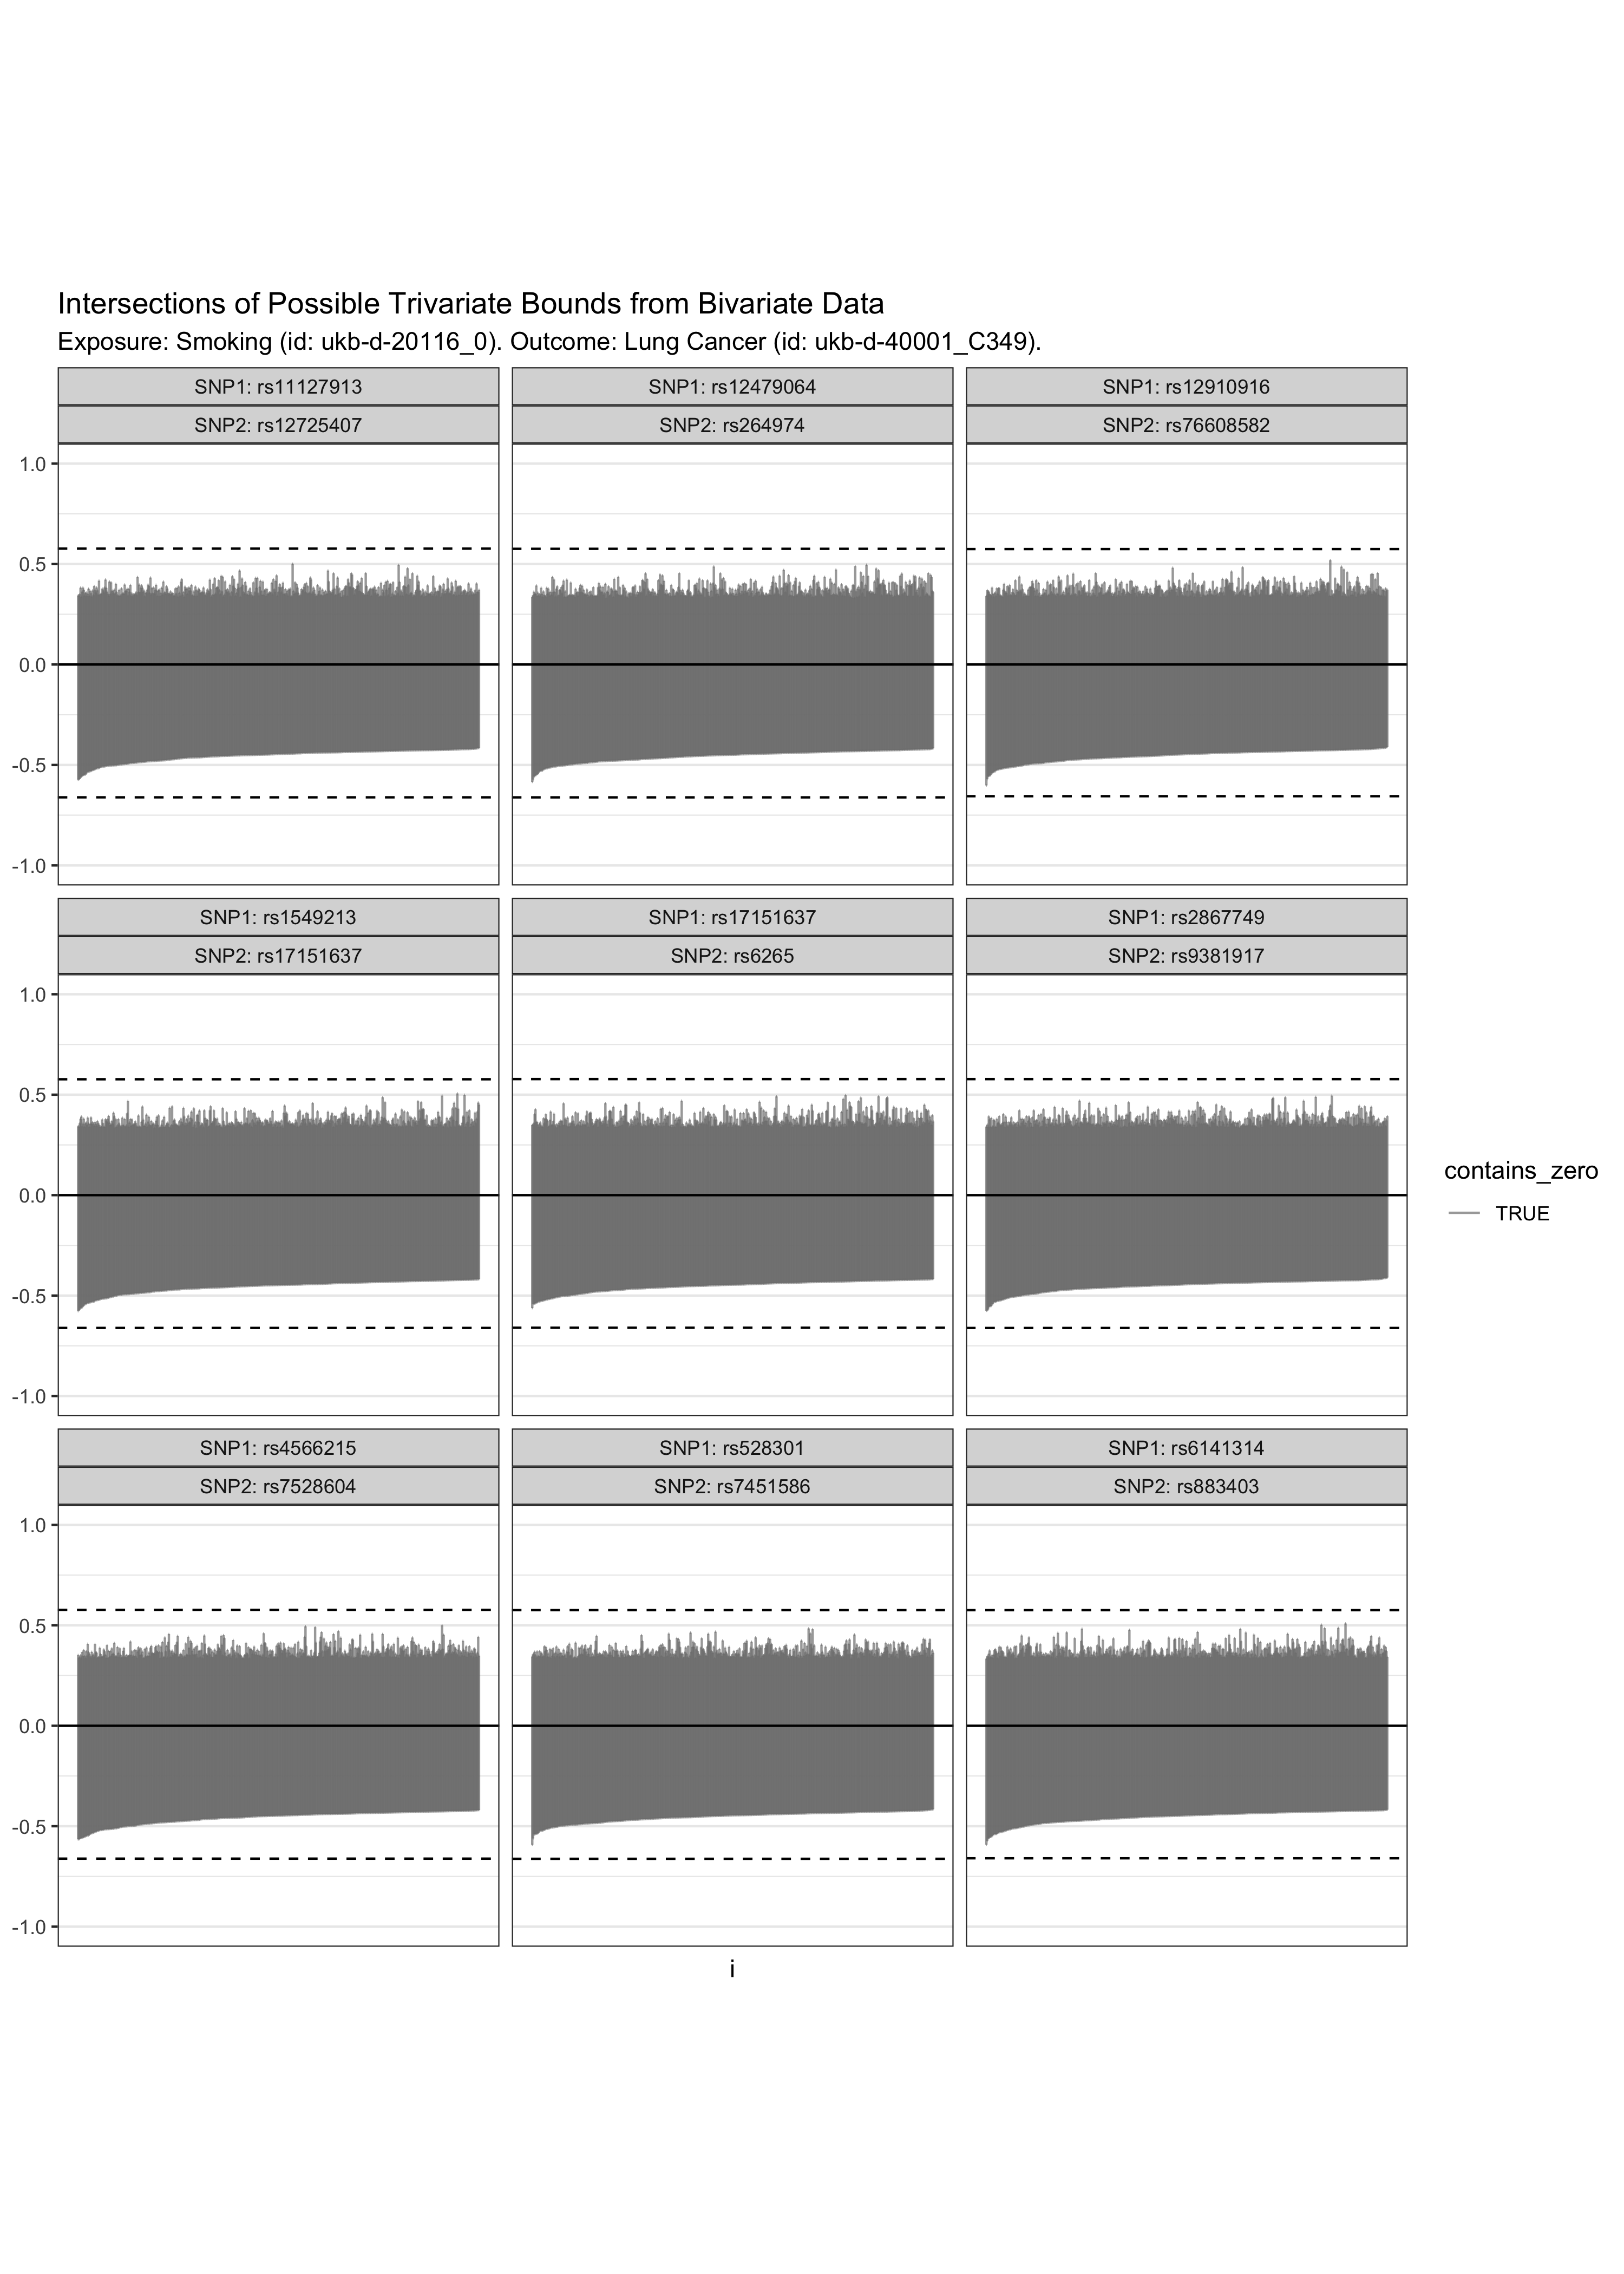 Intersections of Possible Trivariate Bounds from Bivariate Data
Exposure: Smoking (id: ukb-d-20116_0). Outcome: Lung Cancer (id: ukb-d-40001_C349).
SNP1: rs11127913
SNP2: rs12725407
SNP1: rs12479064
SNP2: rs264974
SNP1: rs12910916
SNP2: rs76608582
1.0
0.5
0.0
-0.5
-1.0
SNP1: rs1549213
SNP2: rs17151637
SNP1: rs17151637
SNP2: rs6265
SNP1: rs2867749
SNP2: rs9381917
1.0
0.5
0.0
-0.5
-1.0
SNP1: rs4566215
SNP2: rs7528604
SNP1: rs528301
SNP2: rs7451586
SNP1: rs6141314
SNP2: rs883403
1.0
0.5
0.0
-0.5
-1.0
i
contains_zero
TRUE